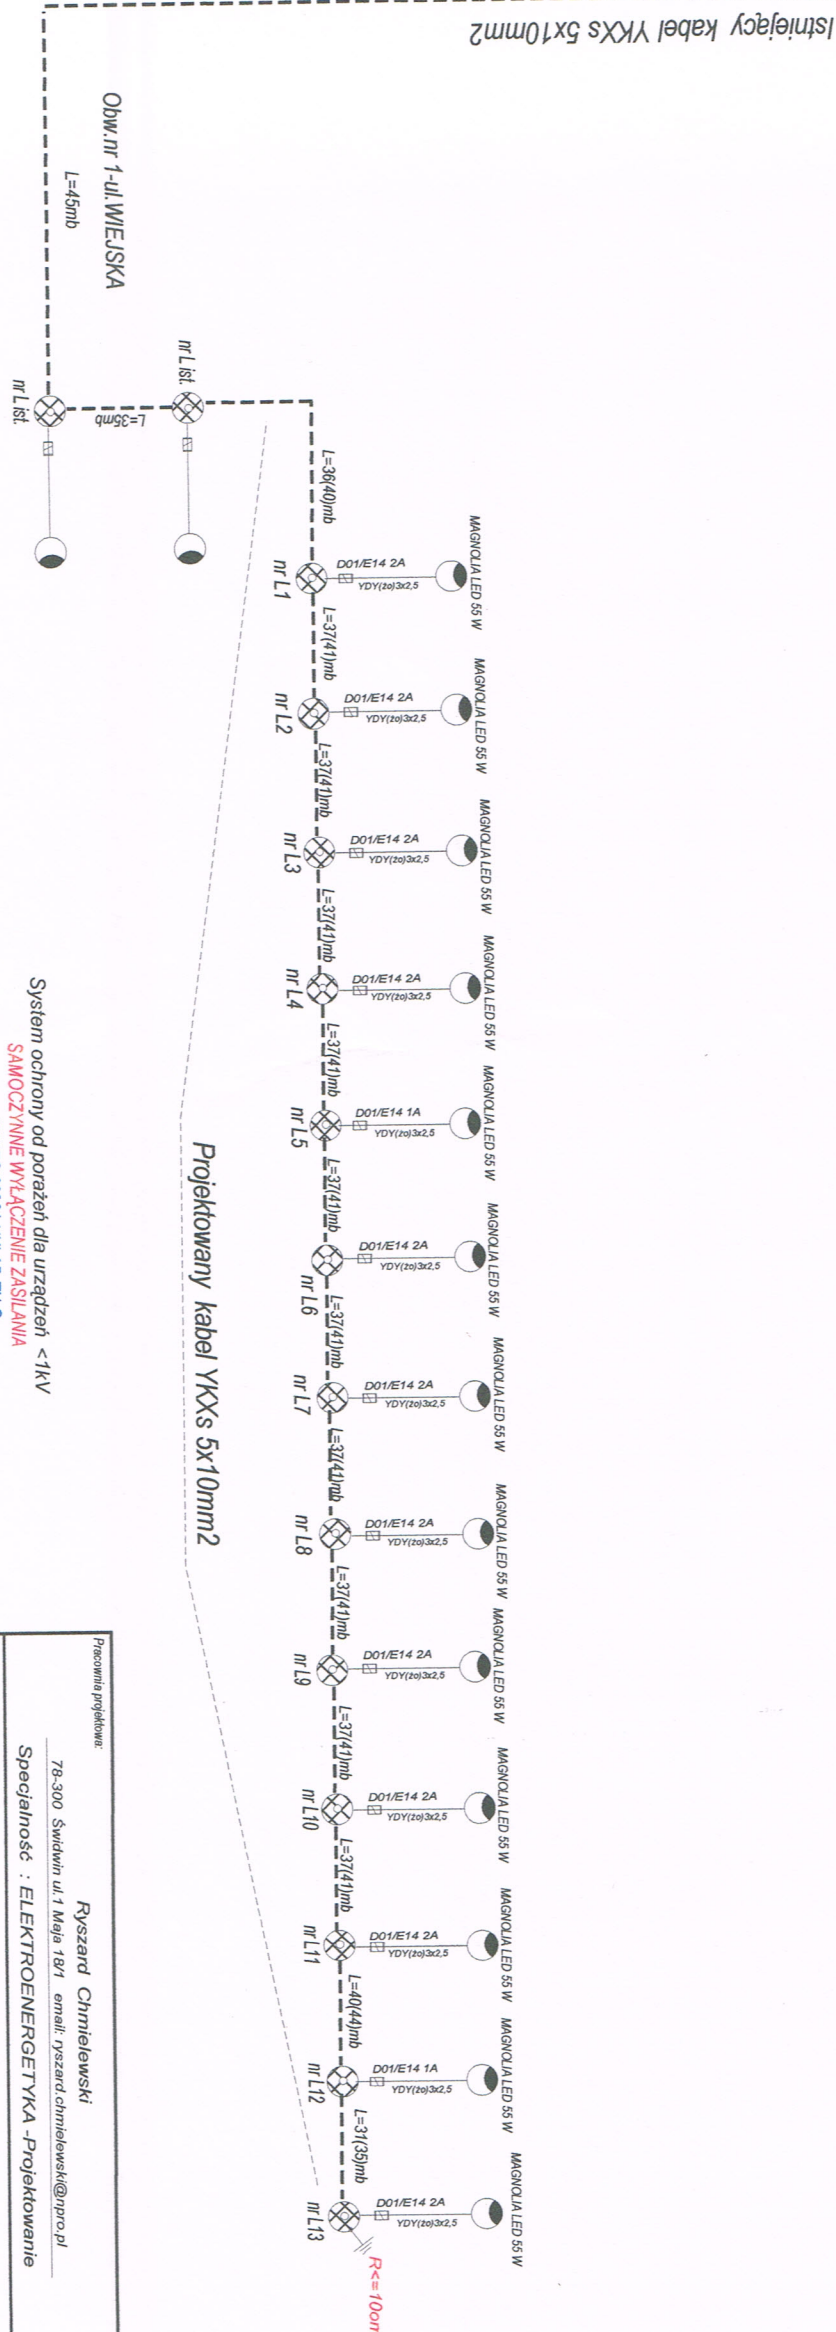 Istniejący kabel YKXs 5x10mm2
Obw.nr 1-ul.WIEJSKA
L=45mb
nr L ist.
L=35mb
nr L ist.
L=36(40)mb
MAGNOLIA LED 55 W
D01/E14 2A
YDY(żo)3x2,5
nr L1
L=37(41)mb
MAGNOLIA LED 55 W
D01/E14 2A
YDY(żo)3x2,5
nr L2
L=37(41)mb
MAGNOLIA LED 55 W
D01/E14 2A
YDY(żo)3x2,5
nr L3
L=37(41)mb
MAGNOLIA LED 55 W
D01/E14 2A
YDY(żo)3x2,5
nr L4
L=37(41)mb
MAGNOLIA LED 55 W
D01/E14 1A
YDY(żo)3x2,5
nr L5
L=37(41)mb
MAGNOLIA LED 55 W
D01/E14 2A
YDY(żo)3x2,5
nr L6
L=37(41)mb
MAGNOLIA LED 55 W
D01/E14 2A
YDY(żo)3x2,5
nr L7
L=37(41)mb
MAGNOLIA LED 55 W
D01/E14 2A
YDY(żo)3x2,5
nr L8
L=37(41)mb
MAGNOLIA LED 55 W
D01/E14 2A
YDY(żo)3x2,5
nr L9
L=37(41)mb
MAGNOLIA LED 55 W
D01/E14 2A
YDY(żo)3x2,5
nr L10
L=37(41)mb
MAGNOLIA LED 55 W
D01/E14 2A
YDY(żo)3x2,5
nr L11
L=40(44)mb
MAGNOLIA LED 55 W
D01/E14 1A
YDY(żo)3x2,5
nr L12
L=31(35)mb
MAGNOLIA LED 55 W
D01/E14 2A
YDY(żo)3x2,5
nr L13
R<=10om
Projektowany kabel YKXs 5x10mm2
System ochrony od porażeń dla urządzeń <1kV
SAMOCZYNNE WYŁĄCZENIE ZASILANIA
Pracownia projektowa:
Ryszard Chmielewski
78-300 Świdwin ul.1 Maja 18/1 email: ryszard.chmielewski@npro.pl
Specjalność : ELEKTROENERGETYKA -Projektowanie